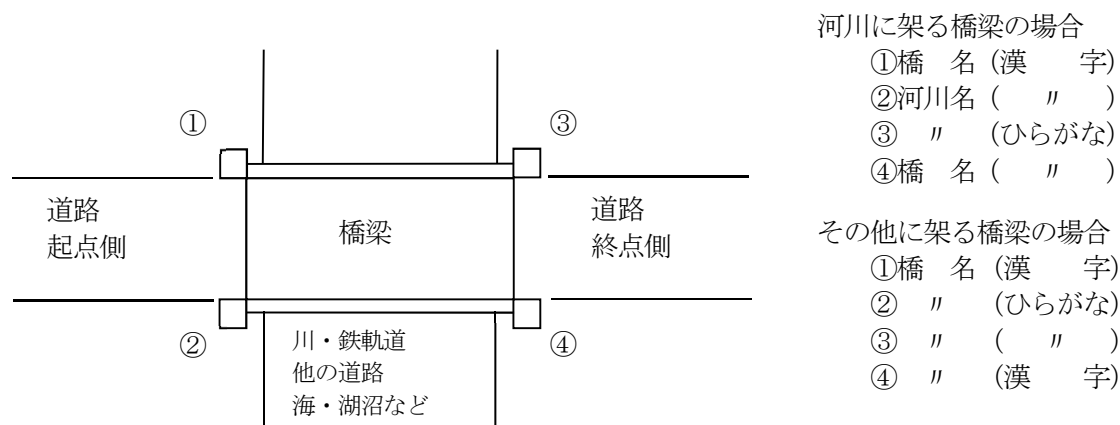 ①
③
道路
起点側
橋梁
道路
終点側
②
川・鉄軌道
他の道路
海・湖沼など
④
河川に架る橋梁の場合
①橋　名（漢　　字）
②河川名（　〃　）
③　〃　（ひらがな）
④橋　名（　〃　）
その他に架る橋梁の場合
①橋　名（漢　　字）
②　〃　（ひらがな）
③　〃　（　〃　）
④　〃　（漢　　字）